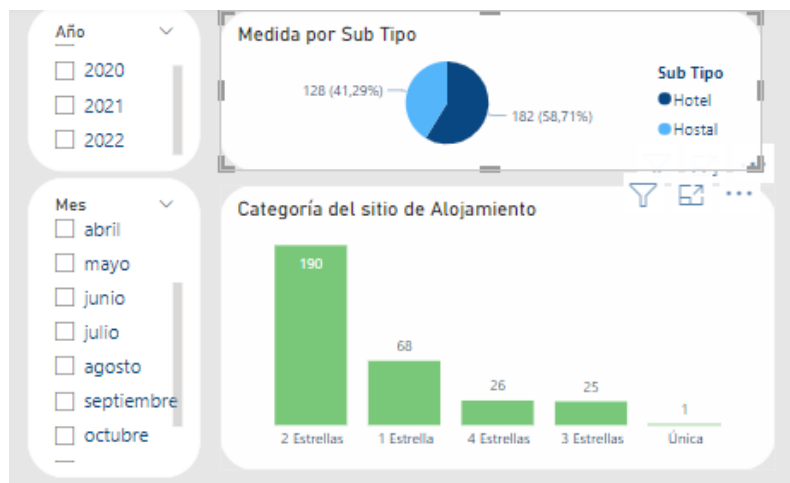 Año
2020
2021
2022
Medida por Sub Tipo
128 (41,29%)
182 (58,71%)
Sub Tipo
Hotel
Hostal
Mes
abril
mayo
junio
julio
agosto
septiembre
octubre
Categoría del sitio de Alojamiento
190
68
26
25
1
2 Estrellas
1 Estrella
4 Estrellas
3 Estrellas
Única